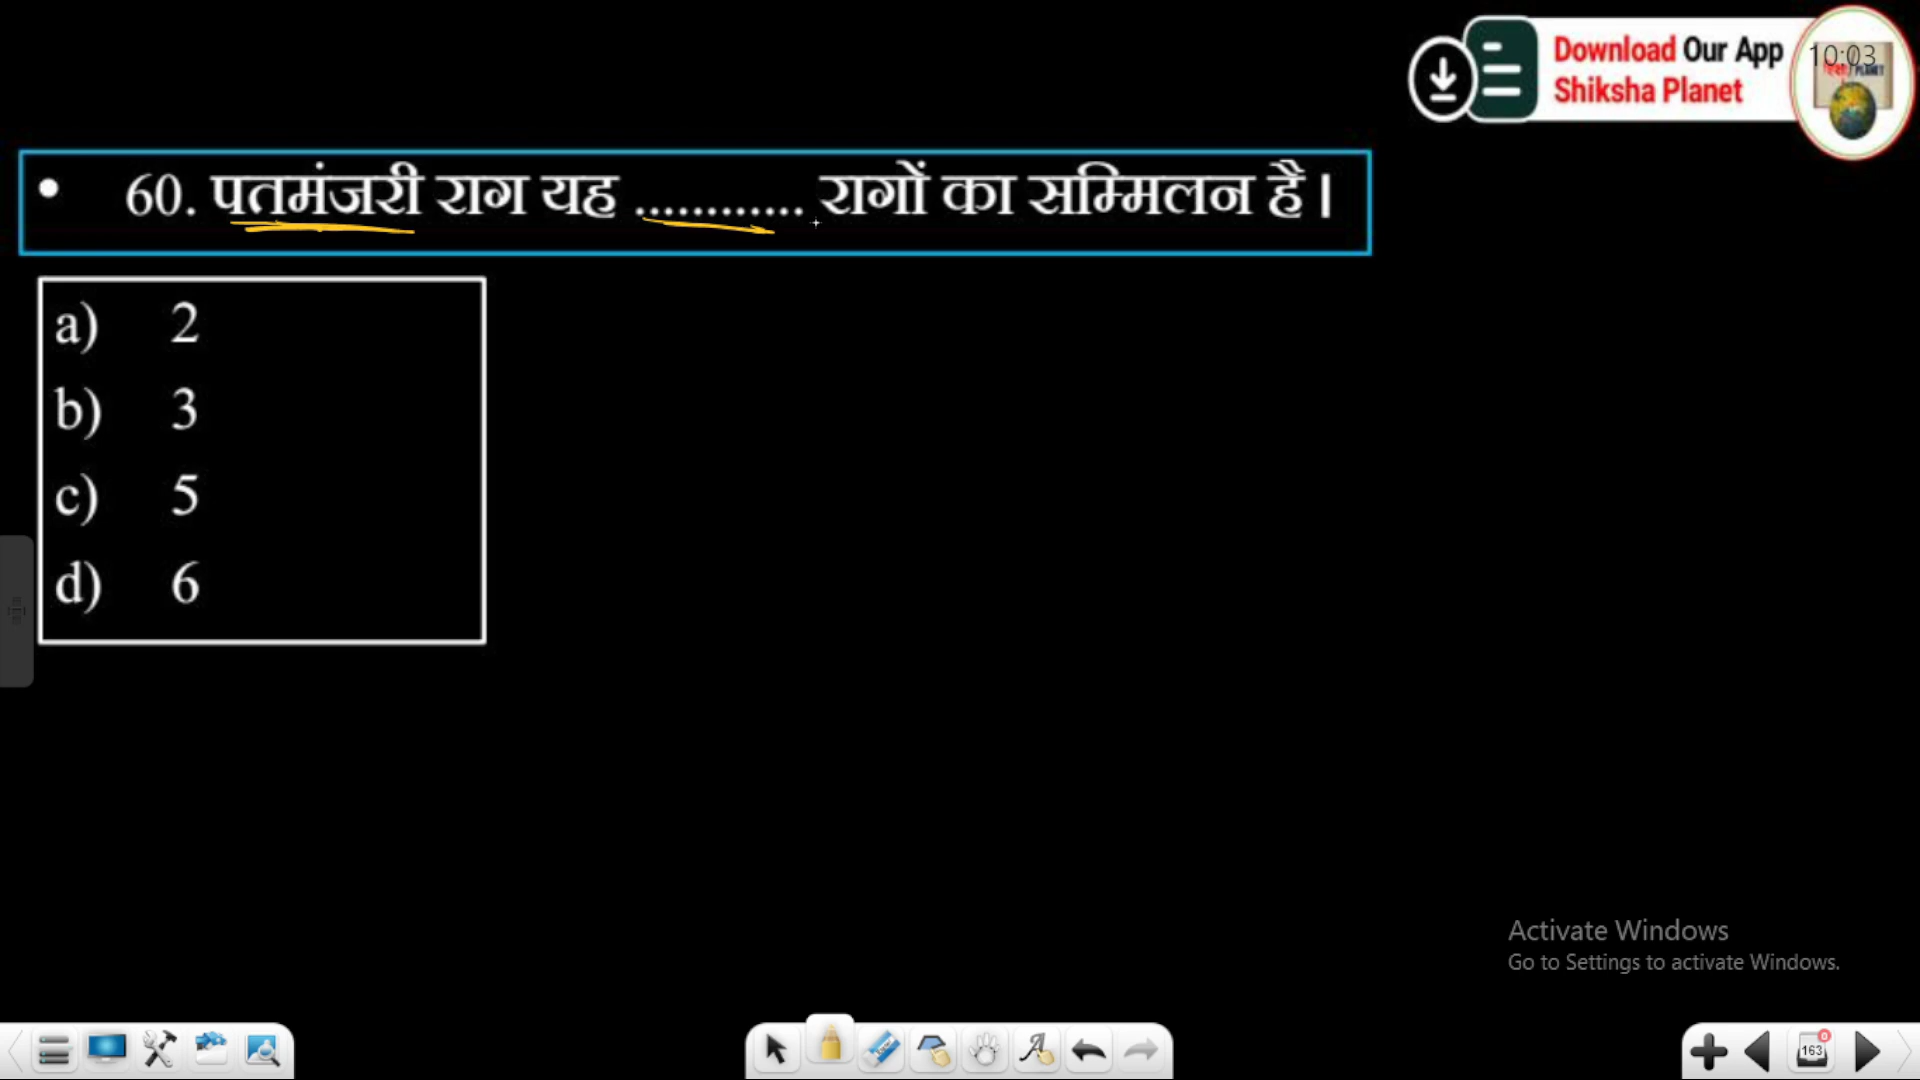 Download Our App
Shiksha Planet
10:03
• 60. पतमंजरी राग यह ............ रागों का सम्मिलन है।
a) 2
b) 3
c) 5
d) 6
Activate Windows
Go to Settings to activate Windows.
163
0